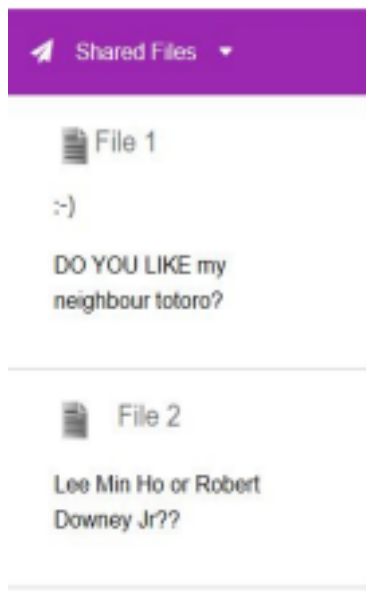 Shared Files
File 1
:-)
DO YOU LIKE my
neighbour totoro?
File 2
Lee Min Ho or Robert
Downey Jr??